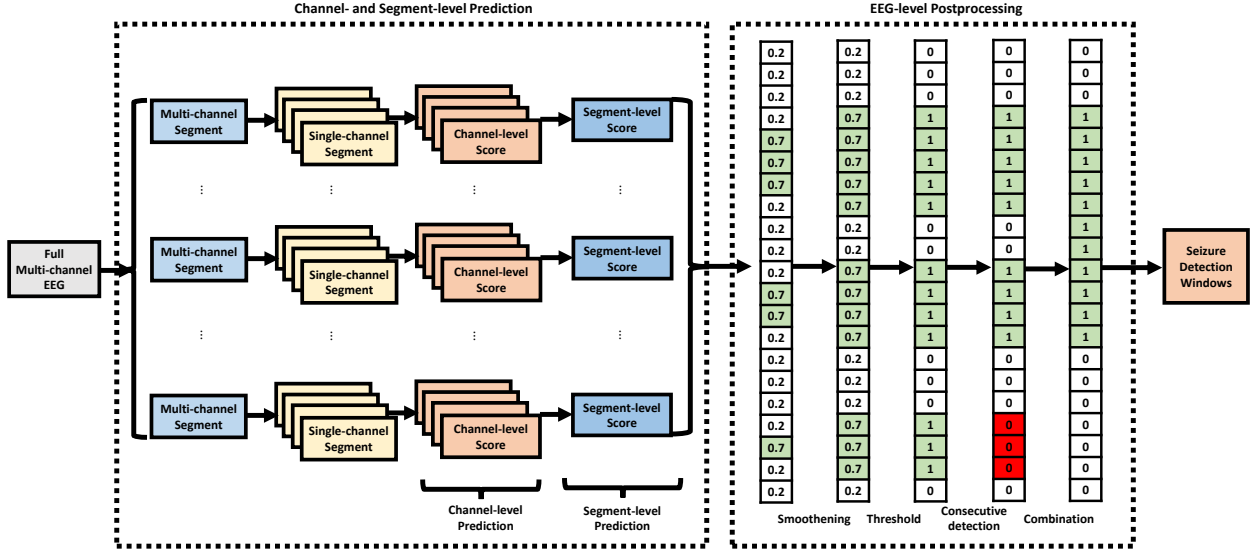 Channel- and Segment-level Prediction
EEG-level Postprocessing
Full
Multi-channel
EEG
Multi-channel
Segment
Single-channel
Segment
Channel-level
Score
Segment-level
Score
...
...
...
...
Multi-channel
Segment
Single-channel
Segment
Channel-level
Score
Segment-level
Score
...
...
...
...
Multi-channel
Segment
Single-channel
Segment
Channel-level
Score
Segment-level
Score
Channel-level
Prediction
Segment-level
Prediction
0.2 0.2 0 0 0
0.2 0.2 0 0 0
0.2 0.2 0 0 0
0.2 0.7 1 1 1
0.7 0.7 1 1 1
0.7 0.7 1 1 1
0.7 0.7 1 1 1
0.2 0.7 1 1 1
0.2 0.2 0 0 1
0.2 0.2 0 0 1
0.2 0.7 1 1 1
0.7 0.7 1 1 1
0.7 0.7 1 1 1
0.2 0.7 1 1 1
0.2 0.2 0 0 0
0.2 0.2 0 0 0
0.2 0.2 0 0 0
0.2 0.7 1 0 0
0.7 0.7 1 0 0
0.2 0.7 1 0 0
0.2 0.2 0 0 0
Smoothening
Threshold
Consecutive
detection
Combination
Seizure
Detection
Windows